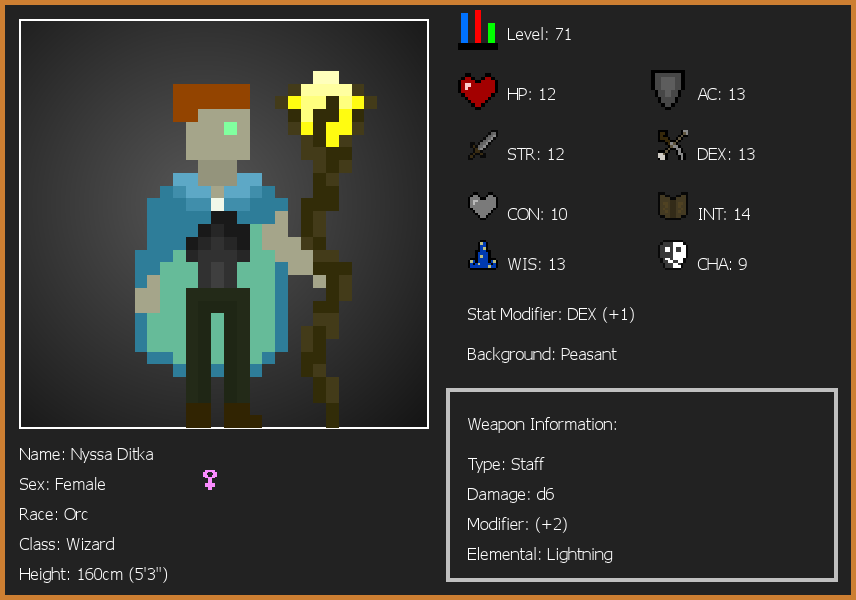 Level: 71
HP: 12
AC: 13
STR: 12
DEX: 13
CON: 10
INT: 14
WIS: 13
CHA: 9
Stat Modifier: DEX (+1)
Background: Peasant
Weapon Information:
Type: Staff
Damage: d6
Modifier: (+2)
Elemental: Lightning
Name: Nyssa Ditka
Sex: Female
Race: Orc
Class: Wizard
Height: 160cm (5'3")